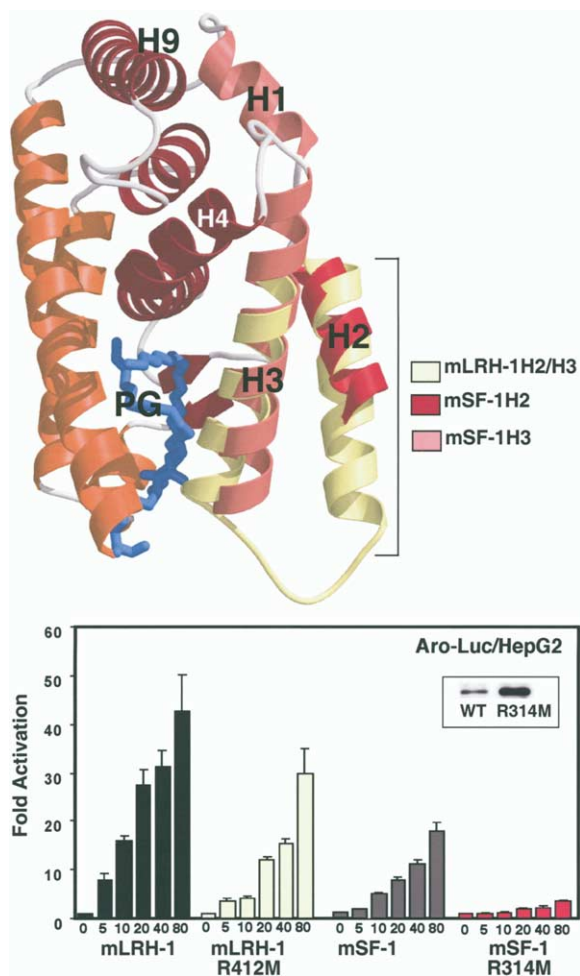 H9
H1
H4
H2
H3
PG
mLRH-1H2/H3
mSF-1H2
mSF-1H3
60
50
40
30
20
10
0
Fold Activation
Aro-Luc/HepG2
WT R314M
0 5 10 20 40 80 0 5 10 20 40 80 0 5 10 20 40 80 0 5 10 20 40 80
mLRH-1 mLRH-1 mSF-1 mSF-1
R412M R314M